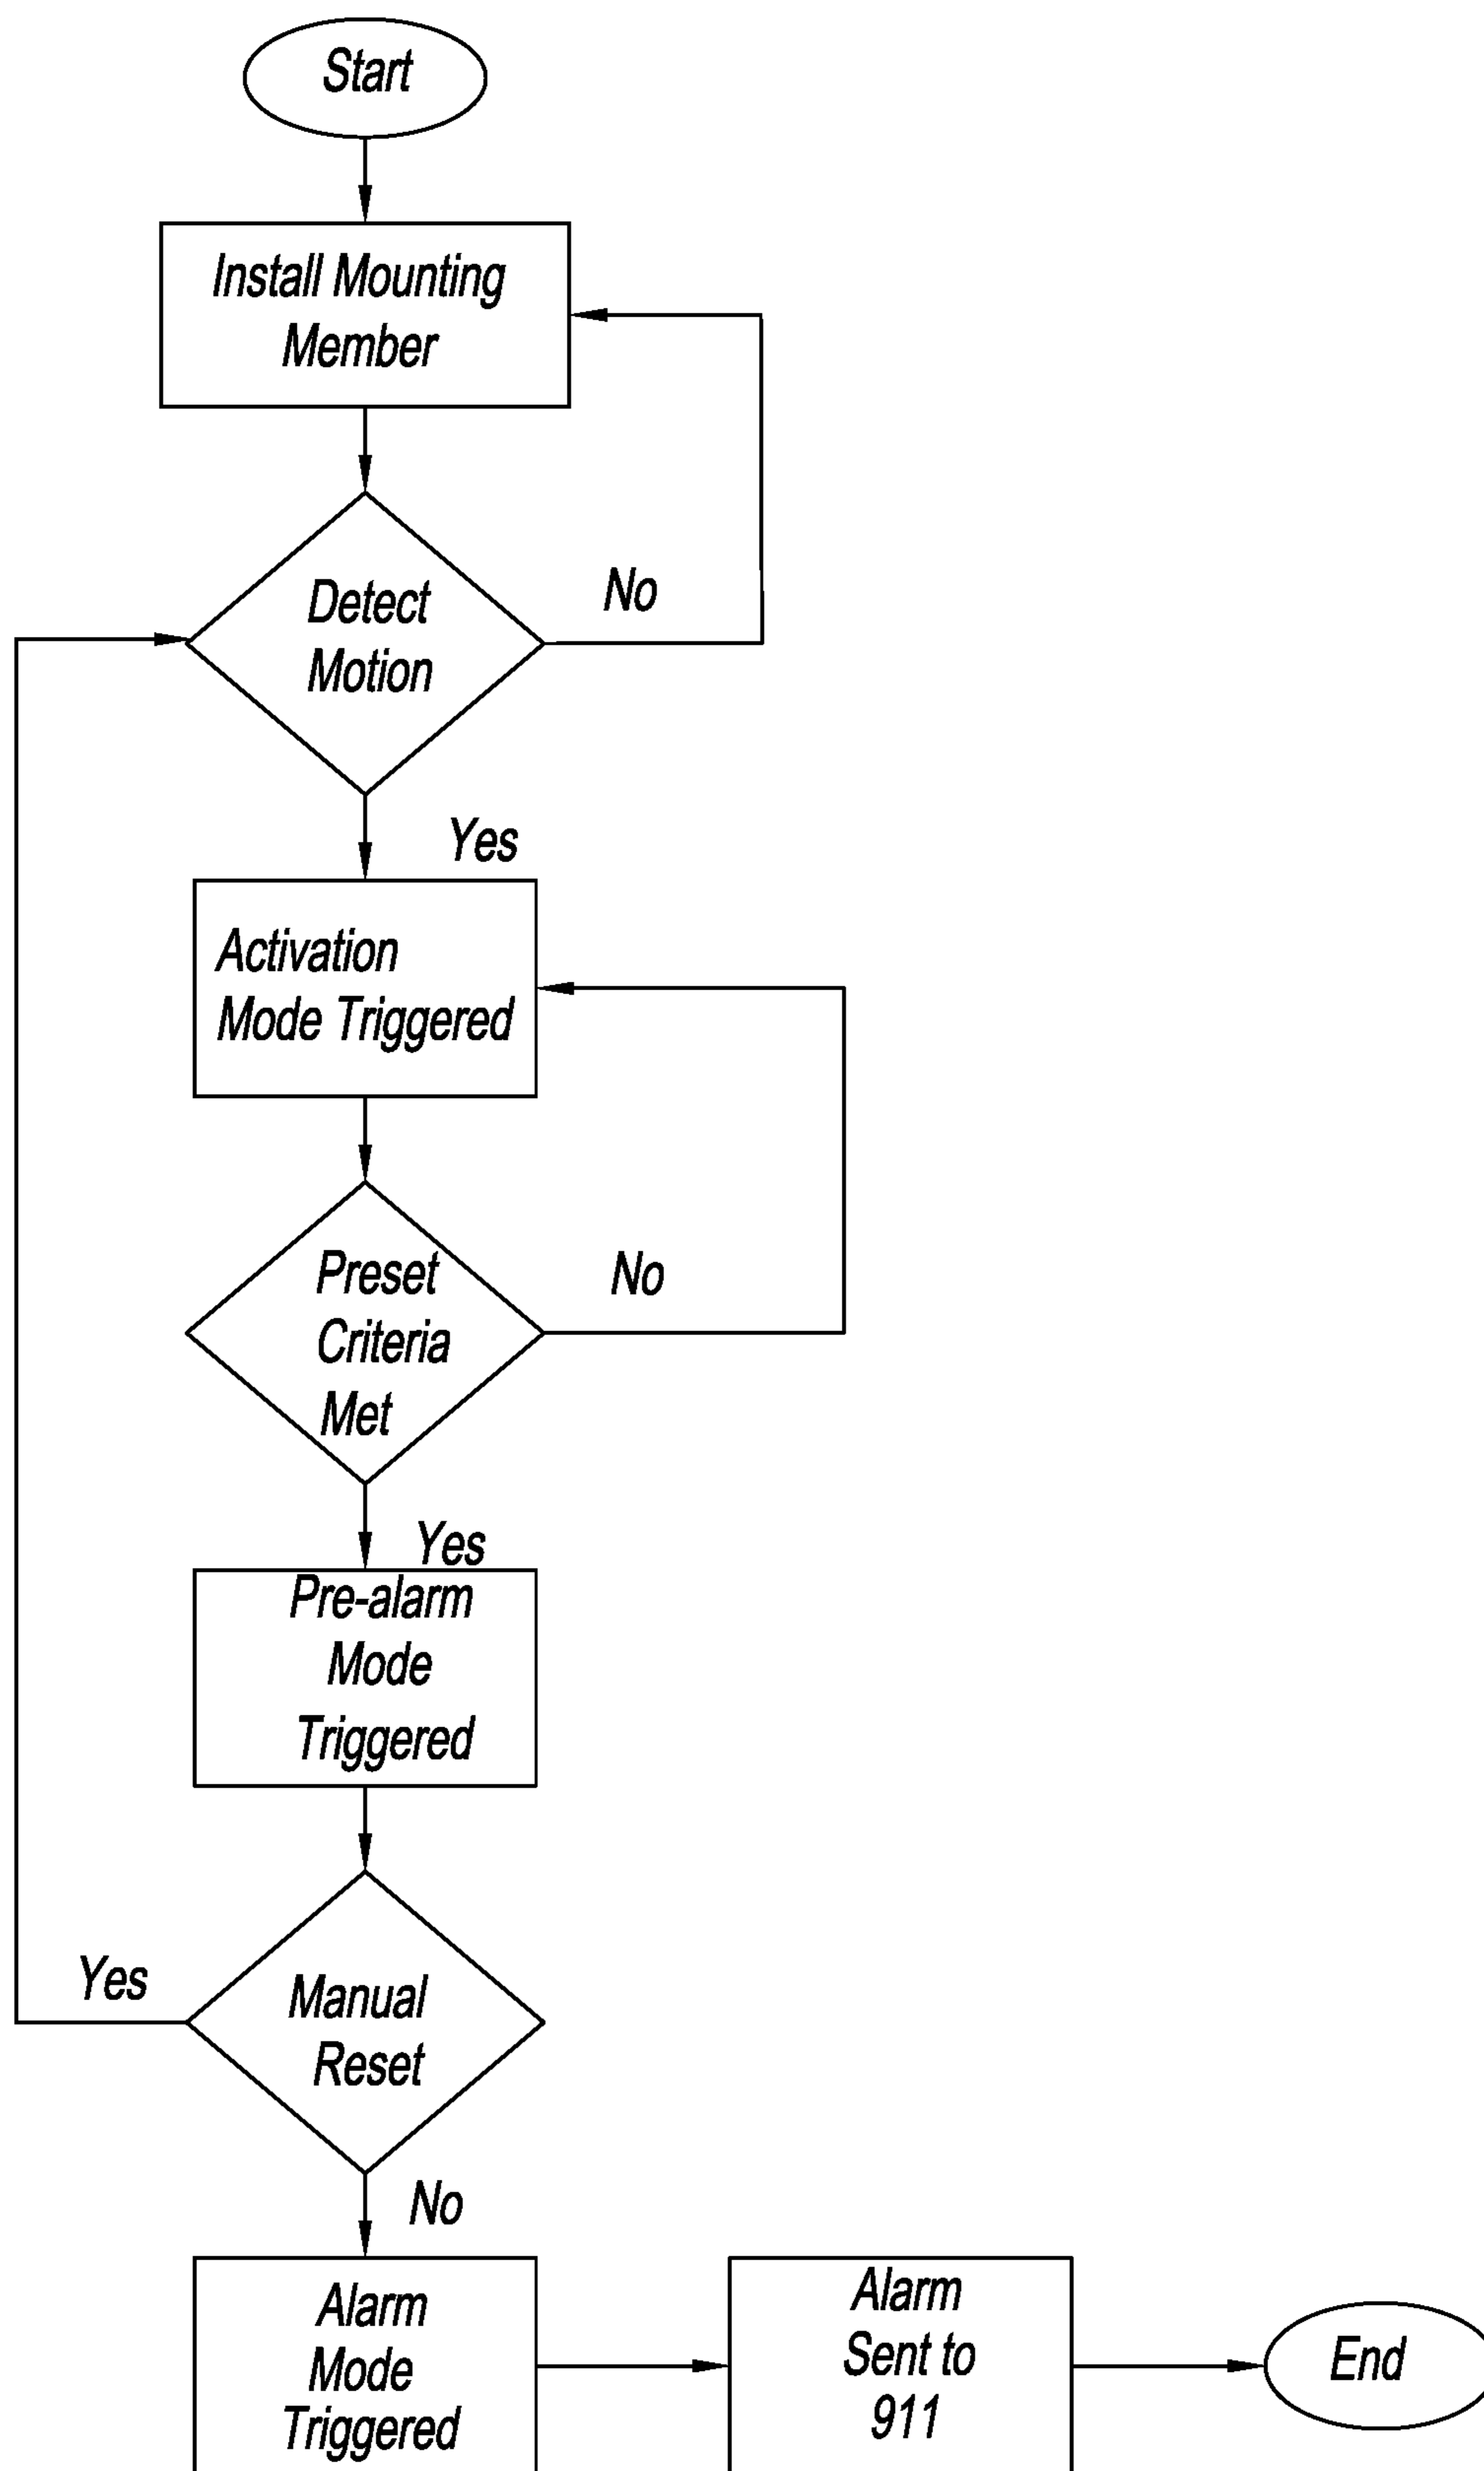 Start
Install Mounting
Member
Detect
Motion
No
Yes
Activation
Mode Triggered
Preset
Criteria
Met
No
Yes
Pre-alarm
Mode
Triggered
Yes
Manual
Reset
No
Alarm
Mode
Triggered
Alarm
Sent to
911
End